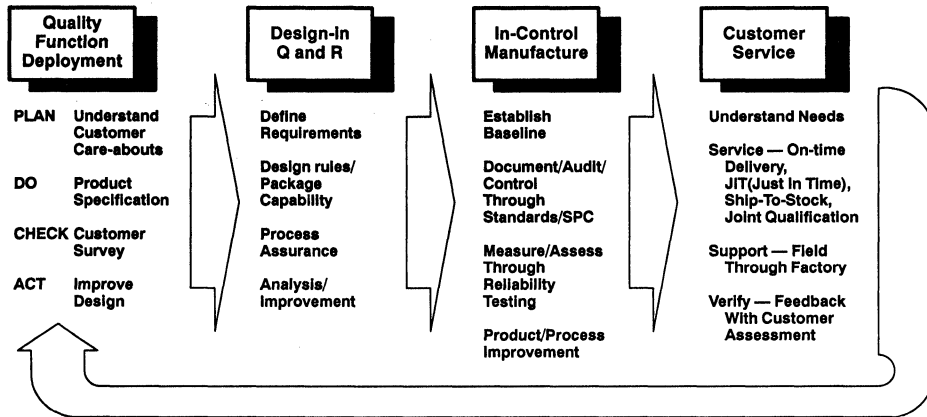 Quality
Function
Deployment
PLAN Understand
Customer
Care-abouts
DO Product
Specification
CHECK Customer
Survey
ACT Improve
Design
Design-in
Q and R
Define
Requirements
Design rules/
Package
Capability
Process
Assurance
Analysis/
Improvement
In-Control
Manufacture
Establish
Baseline
Document/Audit/
Control
Through
Standards/SPC
Measure/Assess
Through
Reliability
Testing
Product/Process
Improvement
Customer
Service
Understand Needs
Service — On-time
Delivery,
JIT(Just In Time),
Ship-To-Stock,
Joint Qualification
Support — Field
Through Factory
Verify — Feedback
With Customer
Assessment